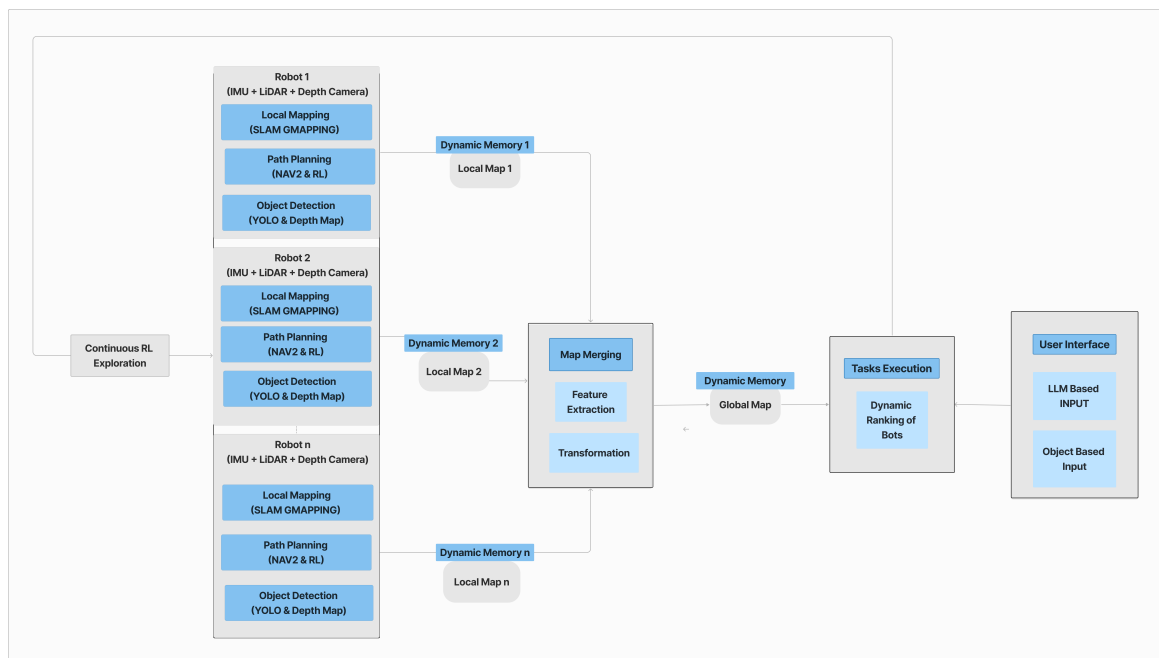 Robot 1
(IMU + LiDAR + Depth Camera)
Local Mapping
(SLAM GMAPPING)
Path Planning
(NAV2 & RL)
Object Detection
(YOLO & Depth Map)
Robot 2
(IMU + LiDAR + Depth Camera)
Local Mapping
(SLAM GMAPPING)
Path Planning
(NAV2 & RL)
Object Detection
(YOLO & Depth Map)
Robot n
(IMU + LiDAR + Depth Camera)
Local Mapping
(SLAM GMAPPING)
Path Planning
(NAV2 & RL)
Object Detection
(YOLO & Depth Map)
Continuous RL
Exploration
Dynamic Memory 1
Local Map 1
Dynamic Memory 2
Local Map 2
Dynamic Memory n
Local Map n
Map Merging
Feature
Extraction
Transformation
Dynamic Memory
Global Map
Tasks Execution
Dynamic
Ranking of
Bots
User Interface
LLM Based
INPUT
Object Based
Input